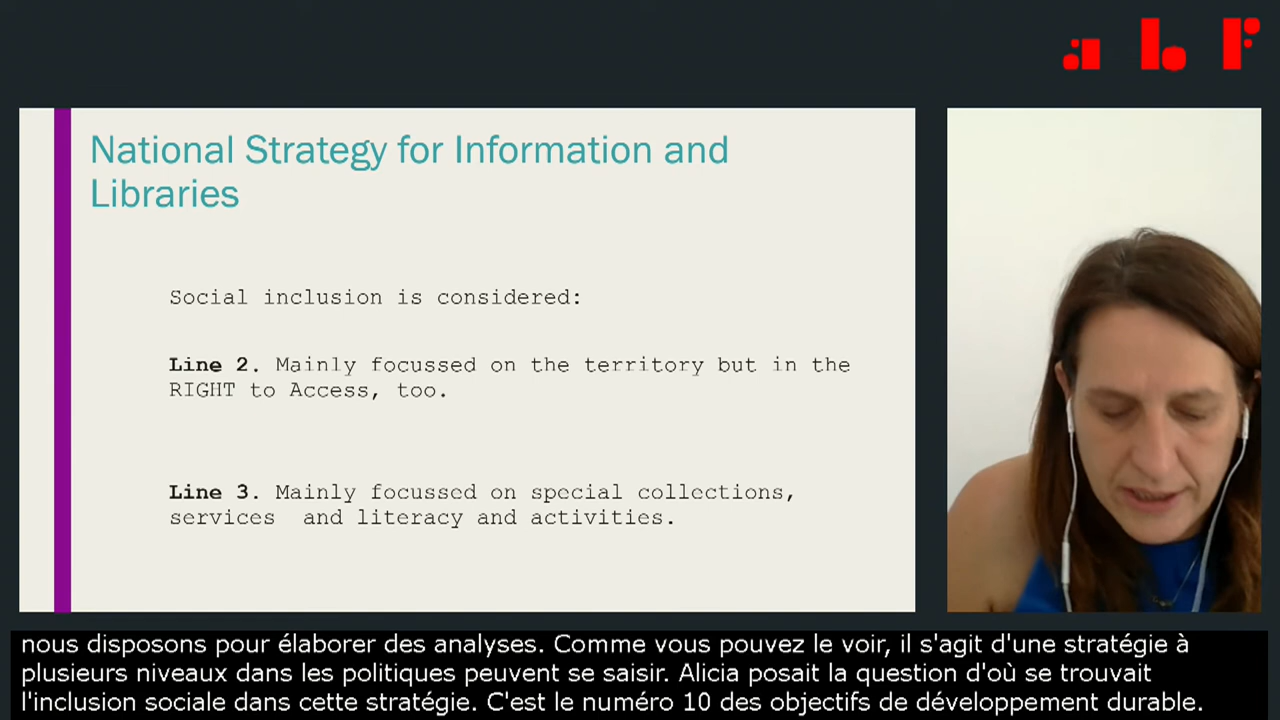 abf
National Strategy for Information and
Libraries
Social inclusion is considered:
Line 2. Mainly focussed on the territory but in the
RIGHT to Access, too.
Line 3. Mainly focussed on special collections,
services and literacy and activities.
nous disposons pour élaborer des analyses. Comme vous pouvez le voir, il s'agit d'une stratégie à
plusieurs niveaux dans les politiques peuvent se saisir. Alicia posait la question d'où se trouvait
l'inclusion sociale dans cette stratégie. C'est le numéro 10 des objectifs de développement durable.